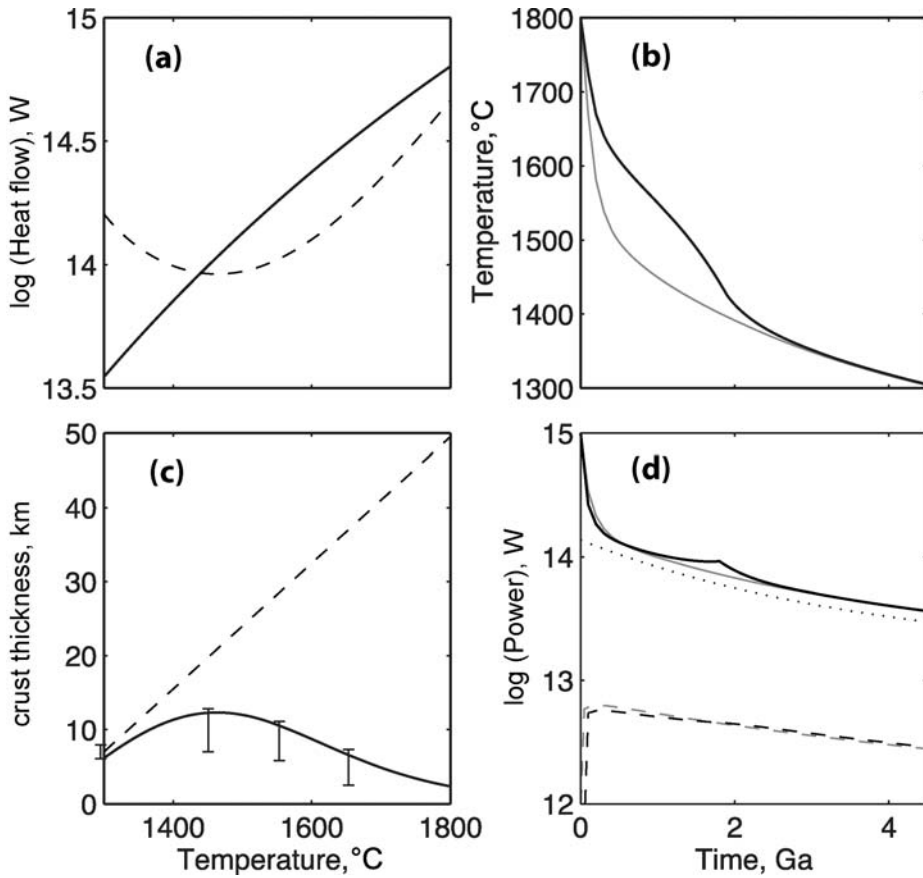 (a)
15
14.5
14
13.5
log (Heat flow), W
(b)
1800
1700
1600
1500
1400
1300
Temperature,°C
(c)
50
40
30
20
10
0
crust thickness, km
1400
1600
1800
Temperature,°C
(d)
15
14
13
12
log (Power), W
0
2
4
Time, Ga